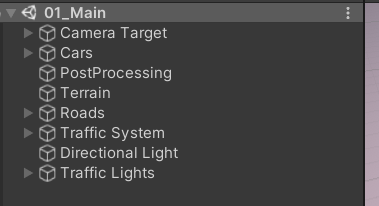 01_Main
Camera Target
Cars
PostProcessing
Terrain
Roads
Traffic System
Directional Light
Traffic Lights